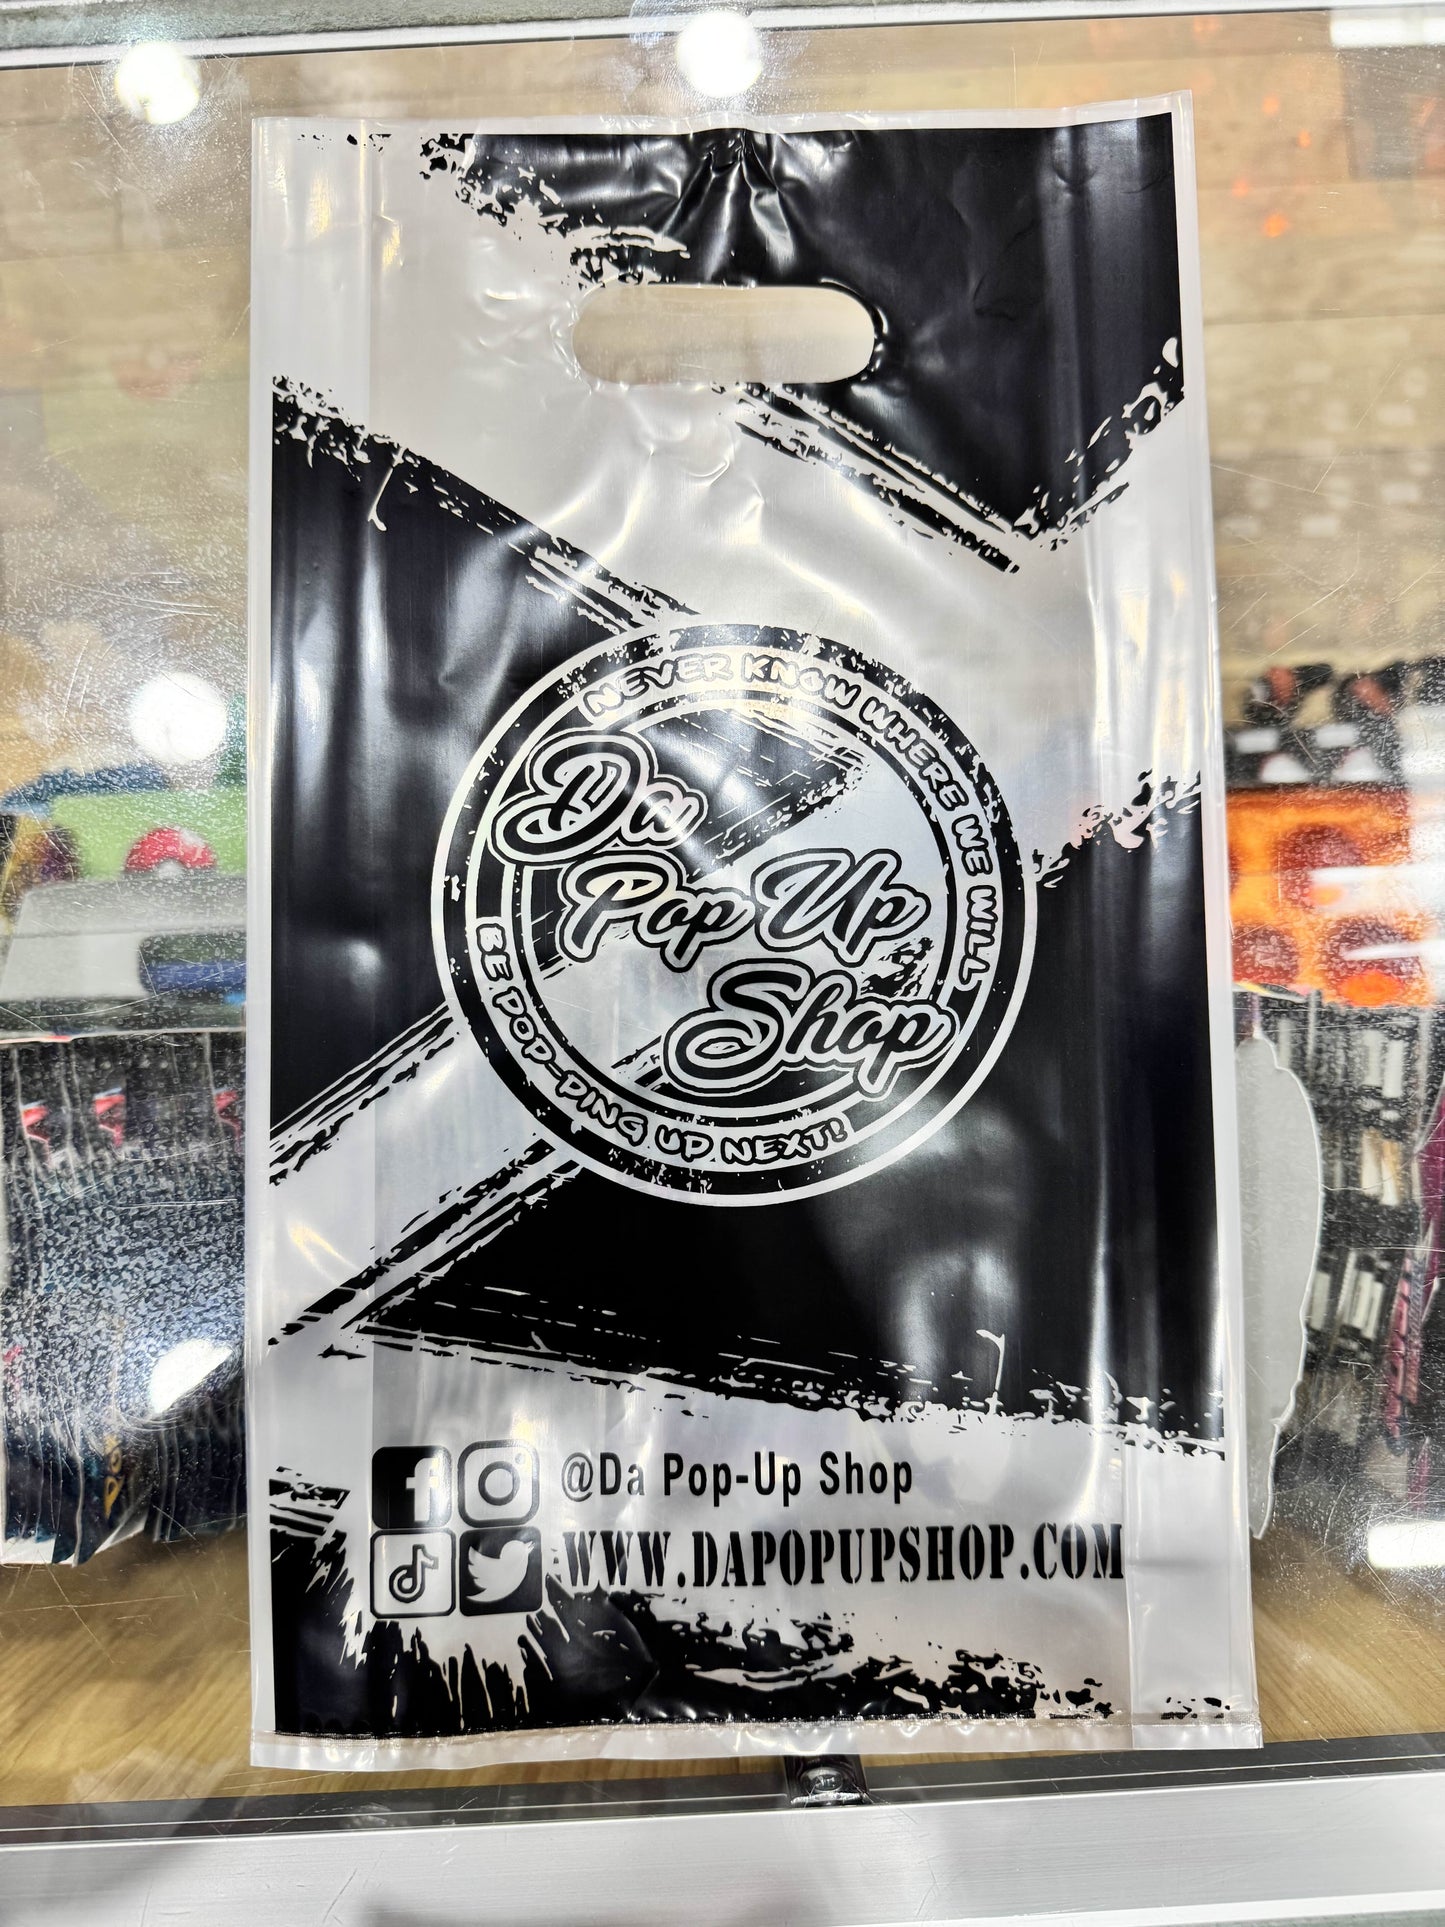 NEVER KNOW WHERE WE WILL
Da
Pop Up
Shop
BE POP-PING UP NEXT!
@Da Pop-Up Shop
WWW.DAPOPUPSHOP.COM